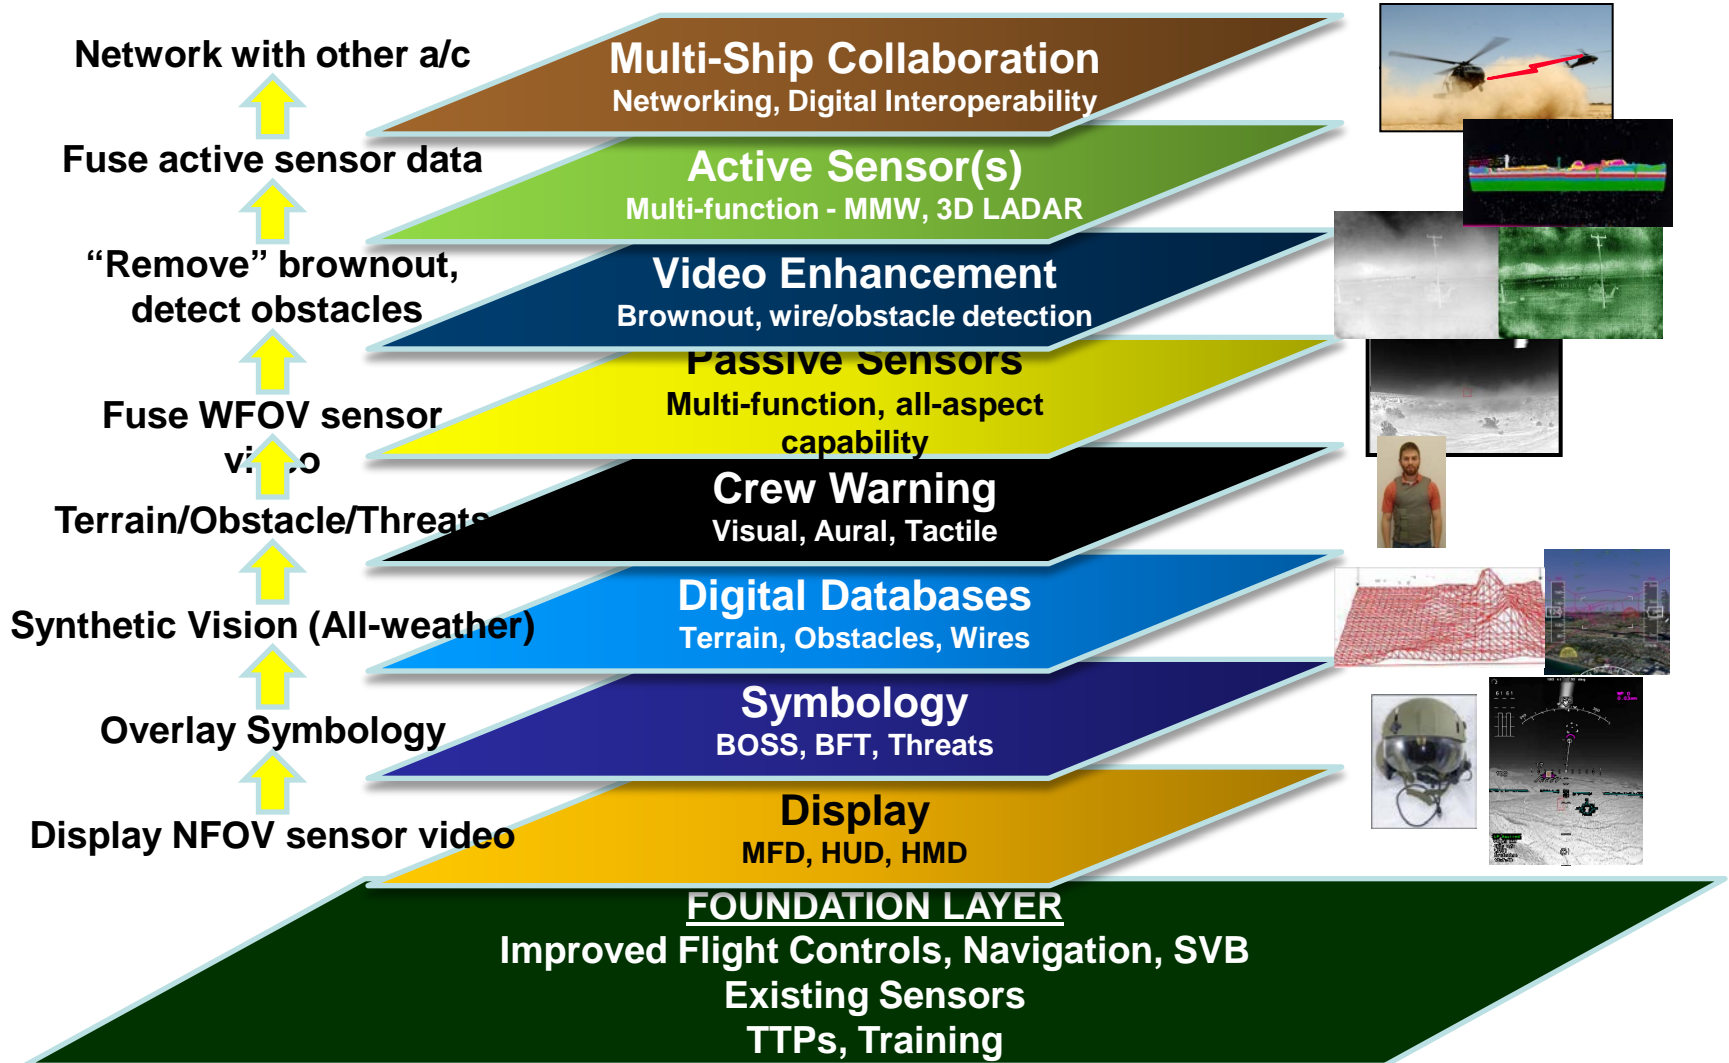 Network with other a/c
Multi-Ship Collaboration
Networking, Digital Interoperability
Fuse active sensor data
Active Sensor(s)
Multi-function - MMW, 3D LADAR
“Remove” brownout,
detect obstacles
Video Enhancement
Brownout, wire/obstacle detection
Fuse WFOV sensor
video
Passive Sensors
Multi-function, all-aspect
capability
Terrain/Obstacle/Threats
Crew Warning
Visual, Aural, Tactile
Synthetic Vision (All-weather)
Digital Databases
Terrain, Obstacles, Wires
Overlay Symbology
Symbology
BOSS, BFT, Threats
Display NFOV sensor video
Display
MFD, HUD, HMD
FOUNDATION LAYER
Improved Flight Controls, Navigation, SVB
Existing Sensors
TTPs, Training